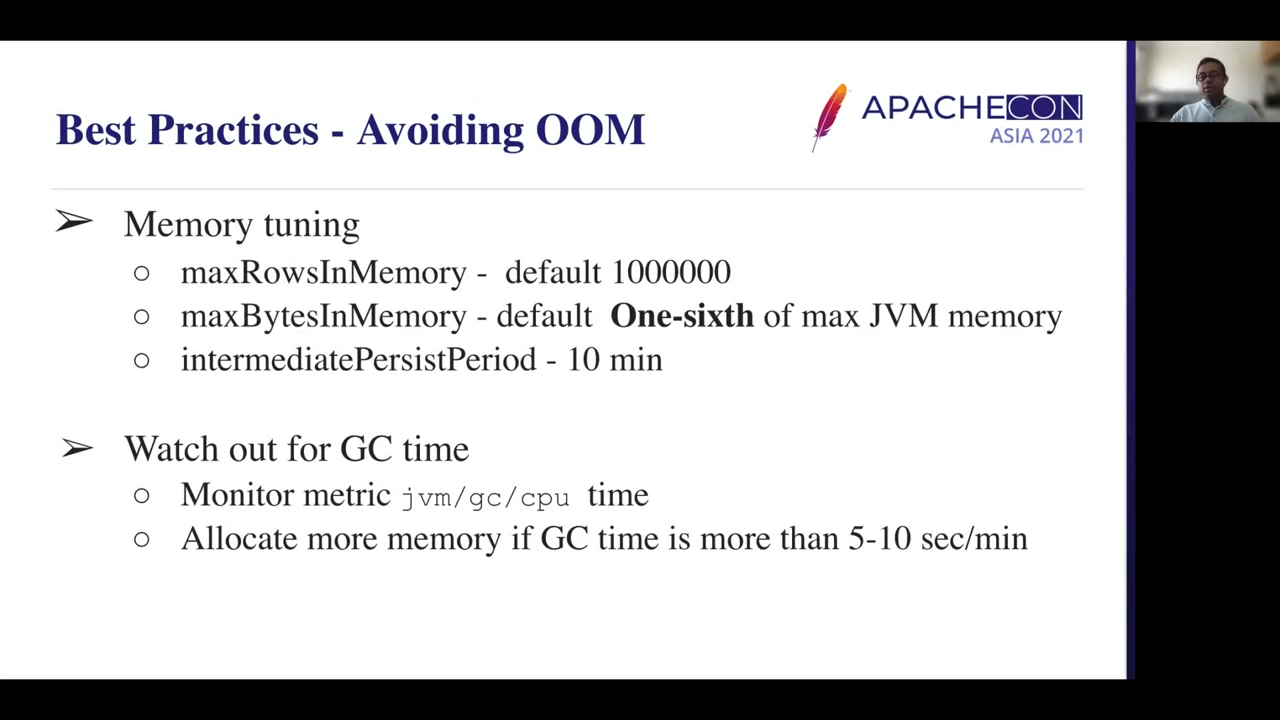 Best Practices - Avoiding OOM
APACHECON
ASIA 2021
➢ Memory tuning
○ maxRowsInMemory - default 1000000
○ maxBytesInMemory - default One-sixth of max JVM memory
○ intermediatePersistPeriod - 10 min
➢ Watch out for GC time
○ Monitor metric jvm/gc/cpu time
○ Allocate more memory if GC time is more than 5-10 sec/min